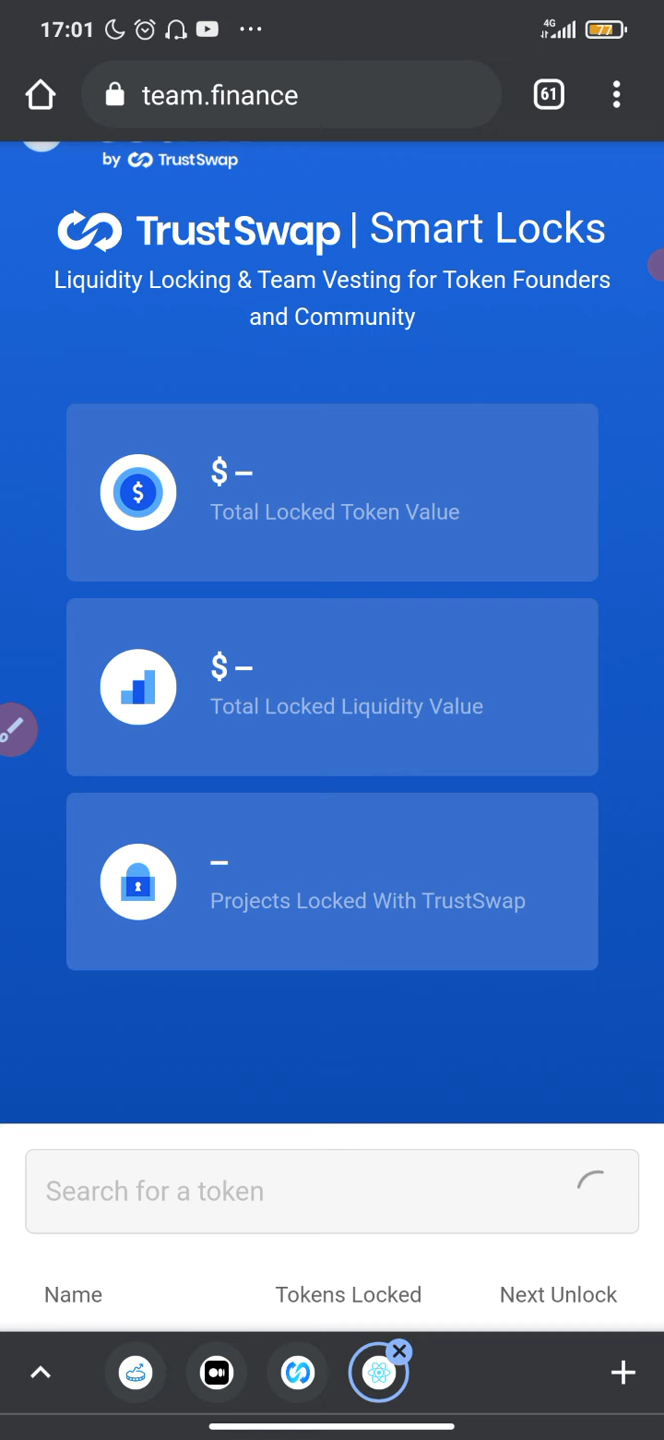 17:01
4G
77
team.finance
61
by TrustSwap
TrustSwap | Smart Locks
Liquidity Locking & Team Vesting for Token Founders
and Community
$ –
Total Locked Token Value
$ –
Total Locked Liquidity Value
–
Projects Locked With TrustSwap
Search for a token
Name Tokens Locked Next Unlock